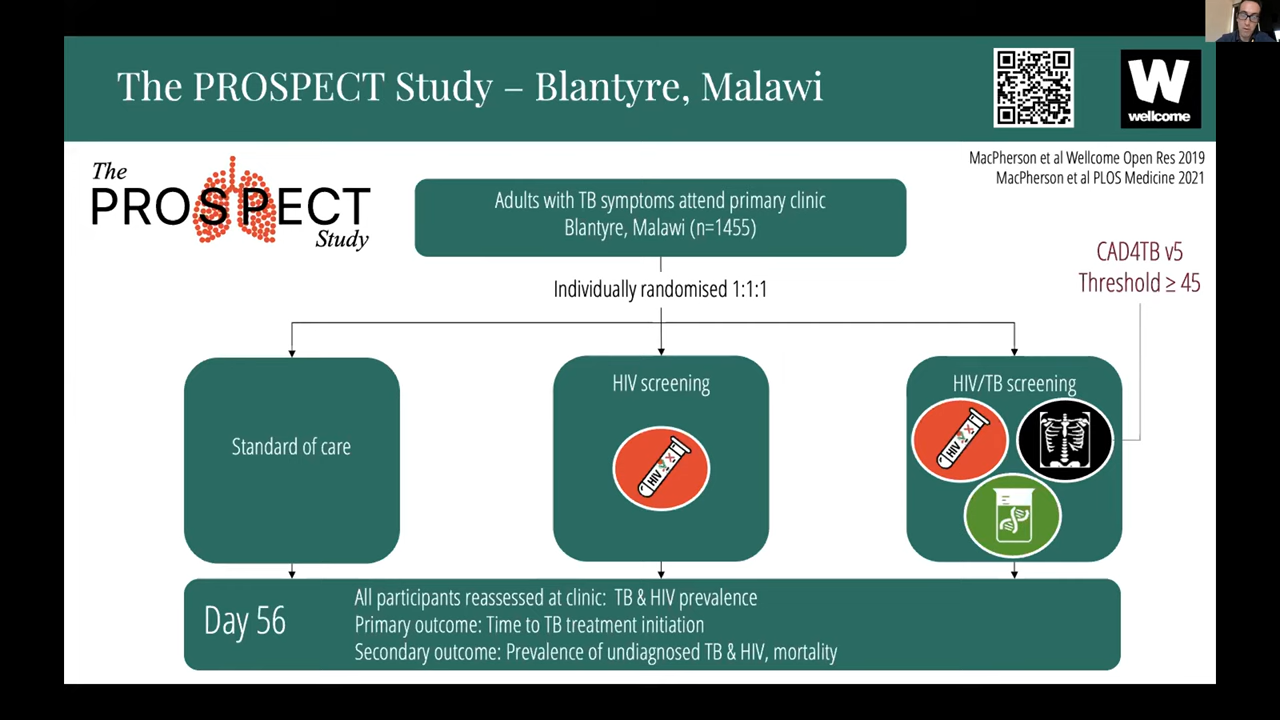 The PROSPECT Study – Blantyre, Malawi
W
wellcome
MacPherson et al Wellcome Open Res 2019
MacPherson et al PLOS Medicine 2021
The
PROSPECT
Study
Adults with TB symptoms attend primary clinic
Blantyre, Malawi (n=1455)
CAD4TB v5
Threshold ≥ 45
Individually randomised 1:1:1
Standard of care
HIV screening
HIV
HIV/TB screening
HIV
Day 56
All participants reassessed at clinic: TB & HIV prevalence
Primary outcome: Time to TB treatment initiation
Secondary outcome: Prevalence of undiagnosed TB & HIV, mortality